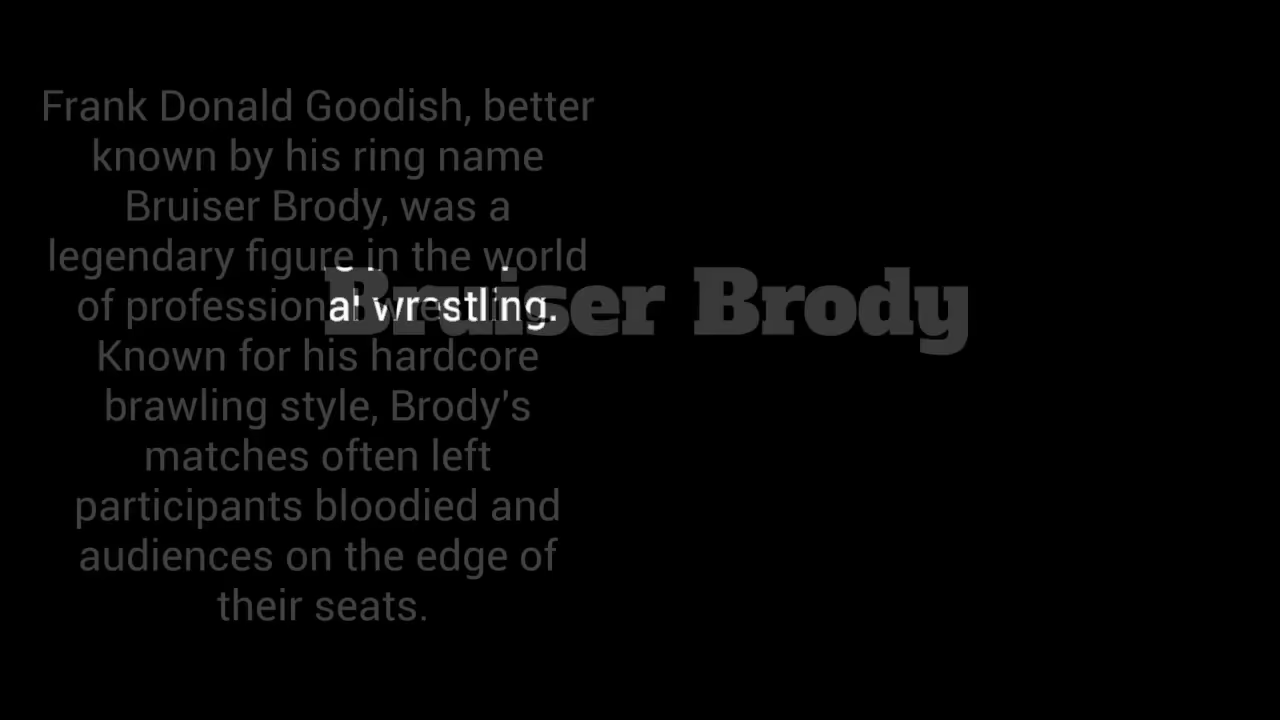 Frank Donald Goodish, better
known by his ring name
Bruiser Brody, was a
legendary figure in the world
of professional wrestling.
Known for his hardcore
brawling style, Brody's
matches often left
participants bloodied and
audiences on the edge of
their seats.
Bruiser Brody